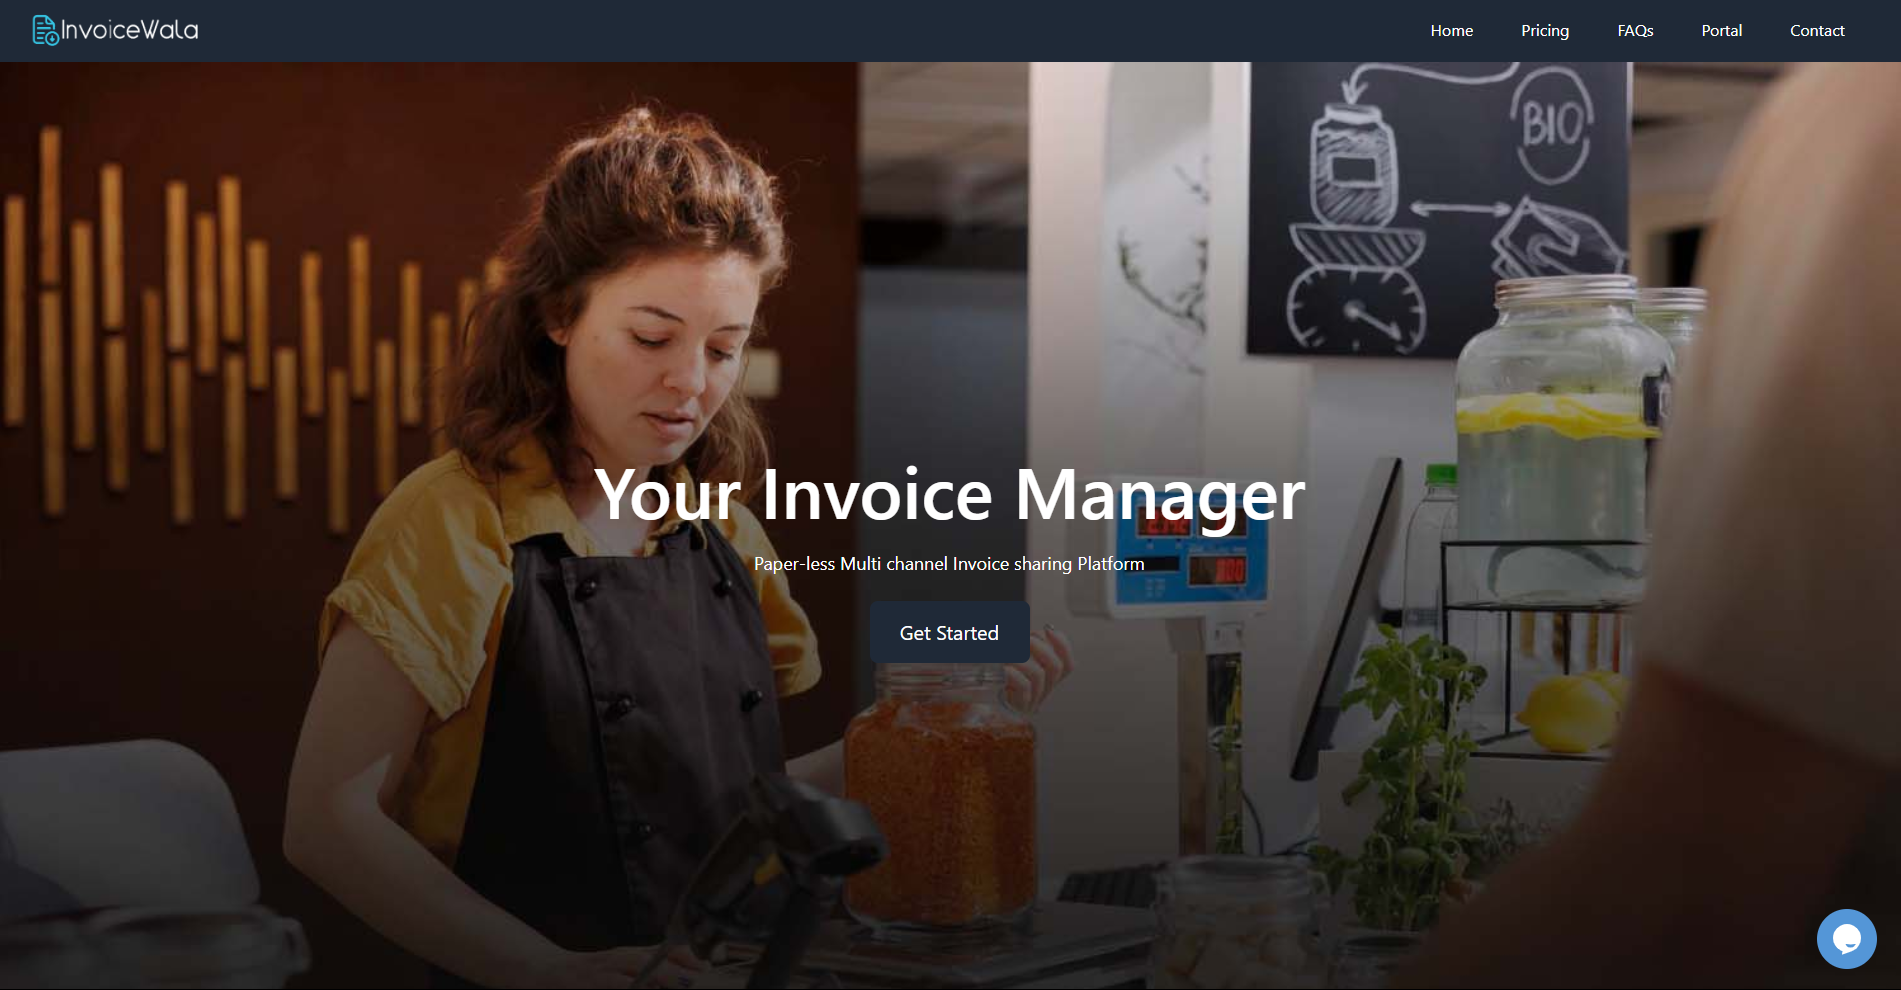 InvoiceWala
Home Pricing FAQs Portal Contact
BIO
Your Invoice Manager
Paper-less Multi channel Invoice sharing Platform
Get Started